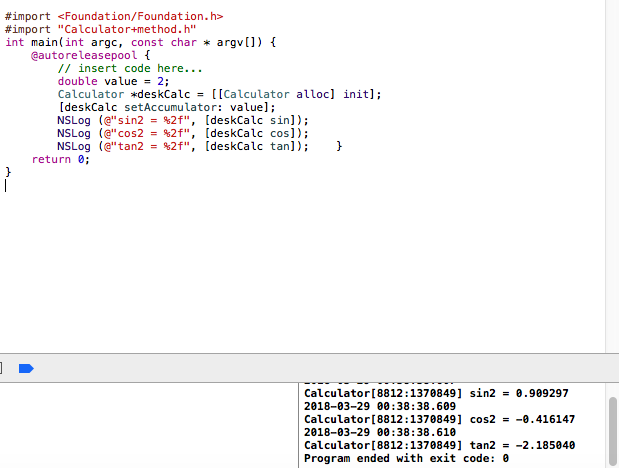 #import <Foundation/Foundation.h>
#import "Calculator+method.h"
int main(int argc, const char * argv[]) {
    @autoreleasepool {
        // insert code here...
        double value = 2;
        Calculator *deskCalc = [[Calculator alloc] init];
        [deskCalc setAccumulator: value];
        NSLog (@"sin2 = %2f", [deskCalc sin]);
        NSLog (@"cos2 = %2f", [deskCalc cos]);
        NSLog (@"tan2 = %2f", [deskCalc tan]);    }
    return 0;
}
Calculator[8812:1370849] sin2 = 0.909297
2018-03-29 00:38:38.609
Calculator[8812:1370849] cos2 = -0.416147
2018-03-29 00:38:38.610
Calculator[8812:1370849] tan2 = -2.185040
Program ended with exit code: 0